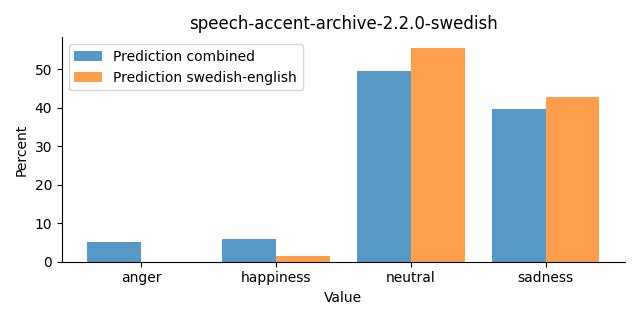 speech-accent-archive-2.2.0-swedish
Prediction combined
Prediction swedish-english
Percent
50
40
30
20
10
0
anger happiness neutral sadness
Value